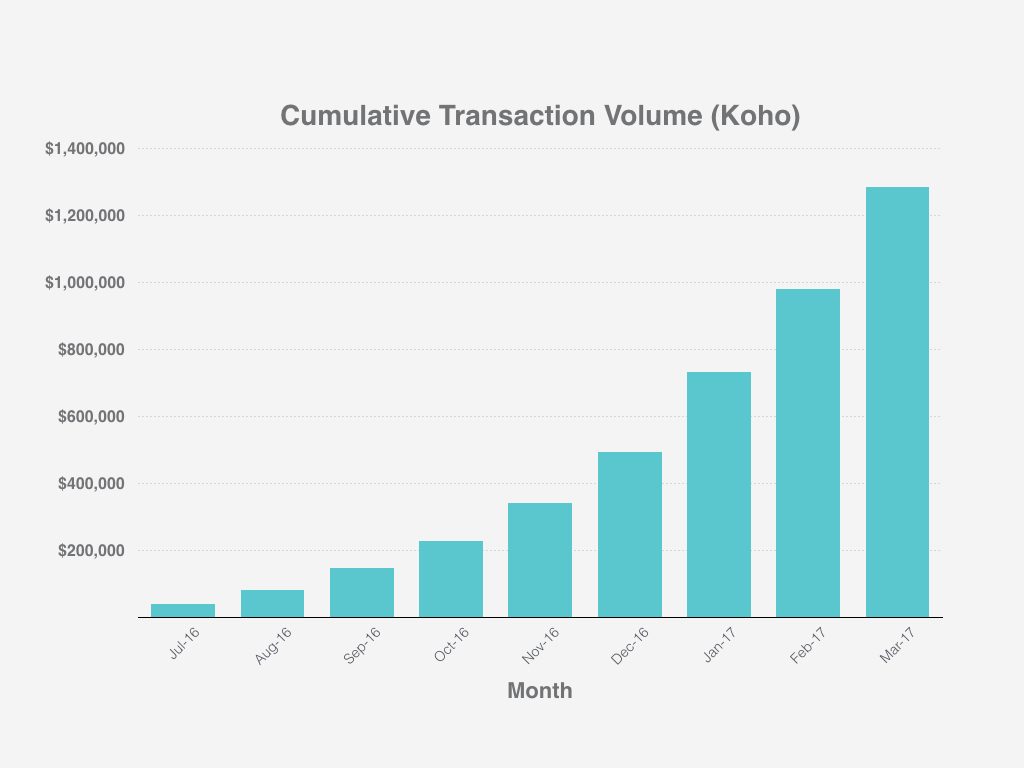 Cumulative Transaction Volume (Koho)
$1,400,000
$1,200,000
$1,000,000
$800,000
$600,000
$400,000
$200,000
Jul-16
Aug-16
Sep-16
Oct-16
Nov-16
Dec-16
Jan-17
Feb-17
Mar-17
Month